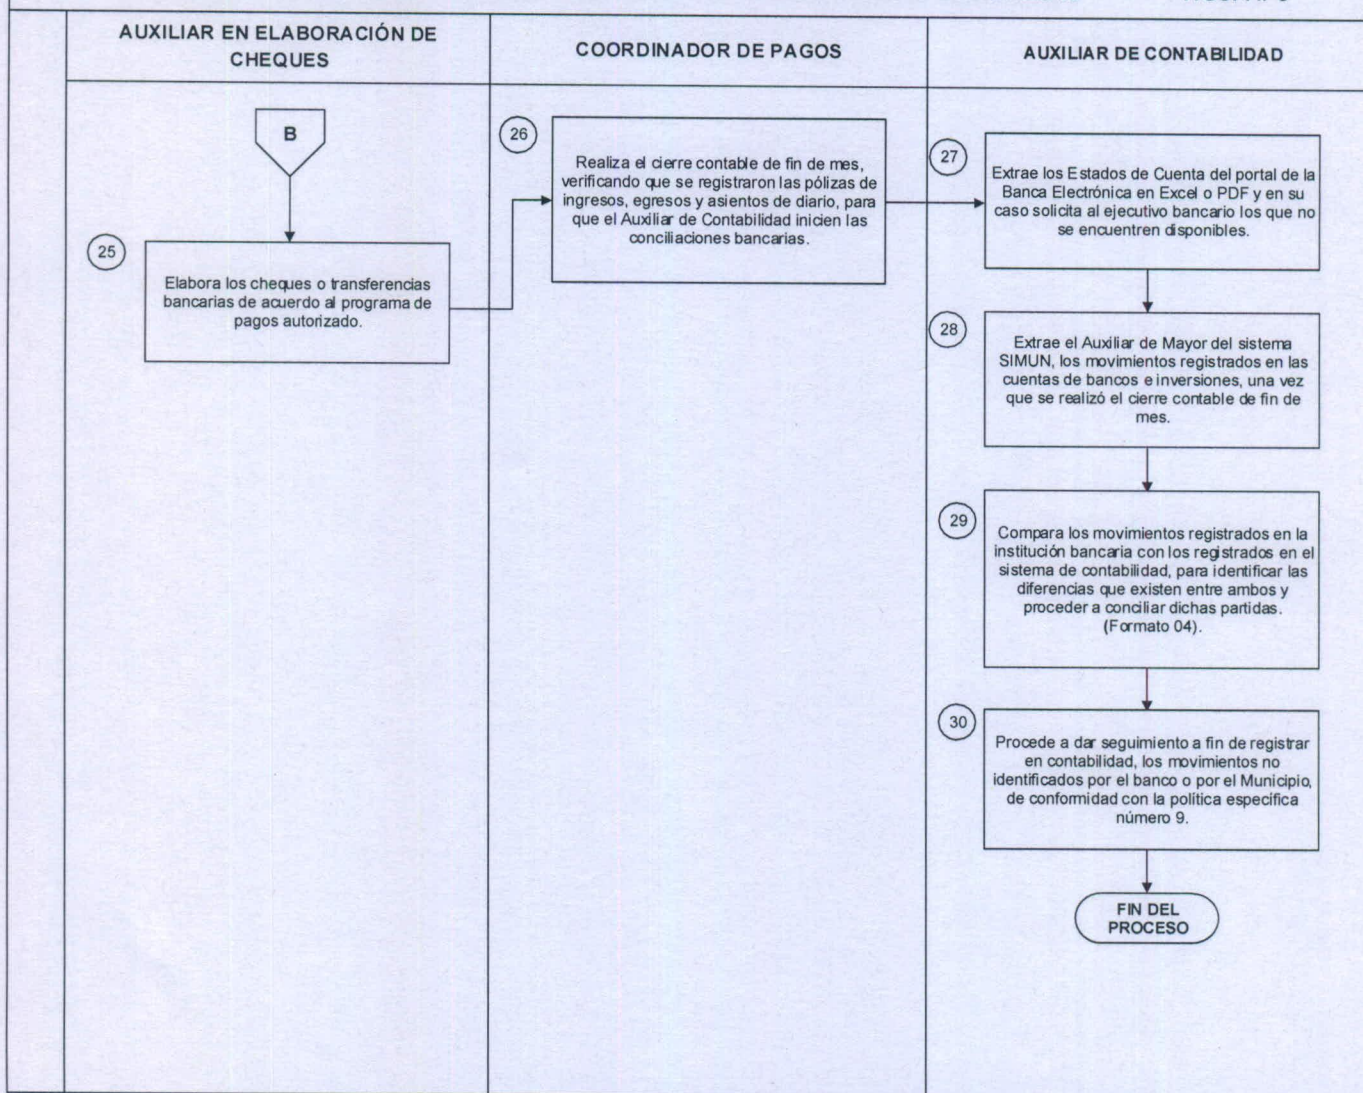 AUXILIAR EN ELABORACIÓN DE
CHEQUES
COORDINADOR DE PAGOS
AUXILIAR DE CONTABILIDAD
B
25
Elabora los cheques o transferencias
bancarias de acuerdo al programa de
pagos autorizado.
26
Realiza el cierre contable de fin de mes,
verificando que se registraron las pólizas de
ingresos, egresos y asientos de diario, para
que el Auxiliar de Contabilidad inicien las
conciliaciones bancarias.
27
Extrae los Estados de Cuenta del portal de la
Banca Electrónica en Excel o PDF y en su
caso solicita al ejecutivo bancario los que no
se encuentren disponibles.
28
Extrae el Auxiliar de Mayor del sistema
SIMUN, los movimientos registrados en las
cuentas de bancos e inversiones, una vez
que se realizó el cierre contable de fin de
mes.
29
Compara los movimientos registrados en la
institución bancaria con los registrados en el
sistema de contabilidad, para identificar las
diferencias que existen entre ambos y
proceder a conciliar dichas partidas.
(Formato 04).
30
Procede a dar seguimiento a fin de registrar
en contabilidad, los movimientos no
identificados por el banco o por el Municipio,
de conformidad con la política específica
número 9.
FIN DEL
PROCESO